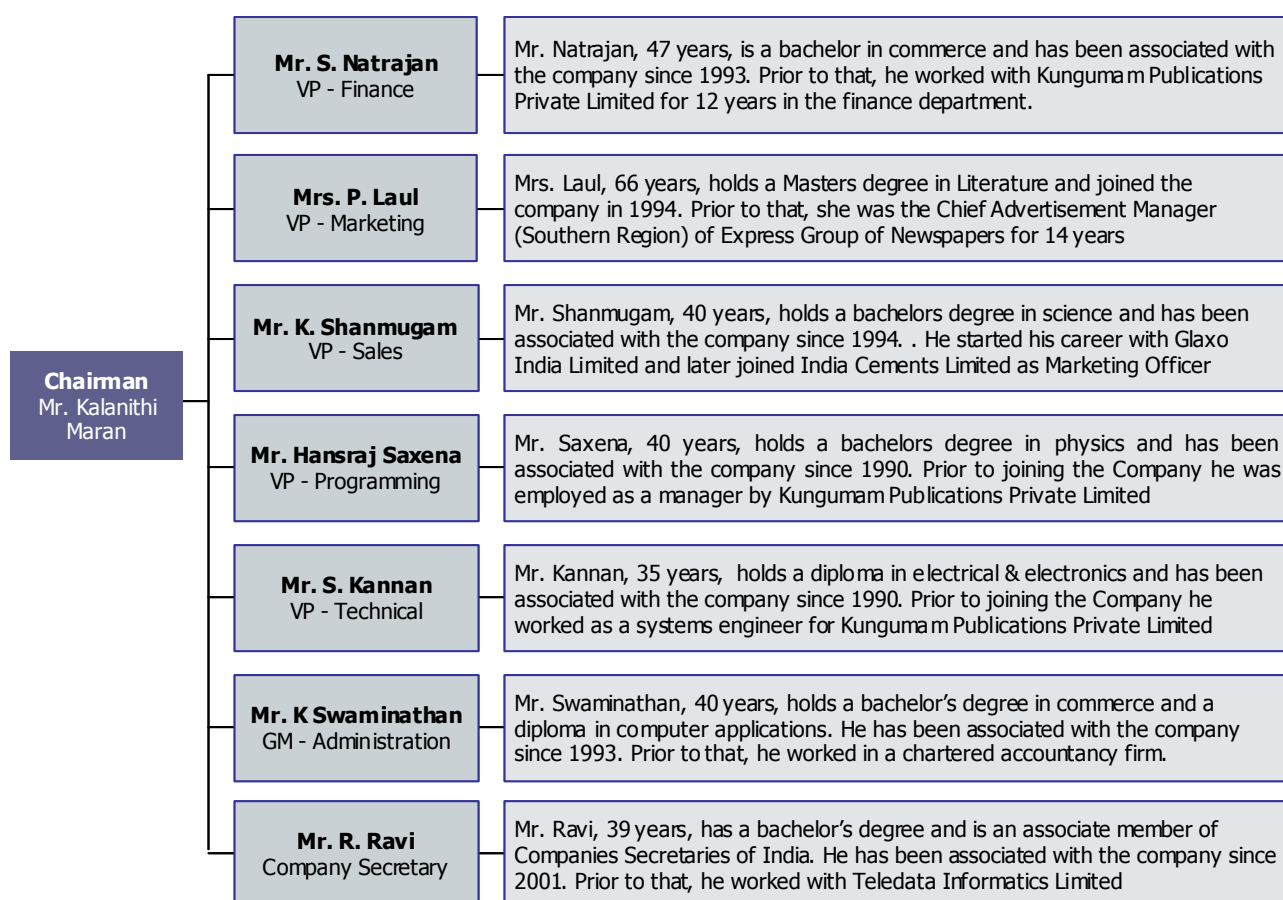 Mr. S. Natrajan
VP - Finance
Mr. Natrajan, 47 years, is a bachelor in commerce and has been associated with
the company since 1993. Prior to that, he worked with Kungumam Publications
Private Limited for 12 years in the finance department.
Mrs. P. Laul
VP - Marketing
Mrs. Laul, 66 years, holds a Masters degree in Literature and joined the
company in 1994. Prior to that, she was the Chief Advertisement Manager
(Southern Region) of Express Group of Newspapers for 14 years
Mr. K. Shanmugam
VP - Sales
Mr. Shanmugam, 40 years, holds a bachelors degree in science and has been
associated with the company since 1994. . He started his career with Glaxo
India Limited and later joined India Cements Limited as Marketing Officer
Chairman
Mr. Kalanithi
Maran
Mr. Hansraj Saxena
VP - Programming
Mr. Saxena, 40 years, holds a bachelors degree in physics and has been
associated with the company since 1990. Prior to joining the Company he was
employed as a manager by Kungumam Publications Private Limited
Mr. S. Kannan
VP - Technical
Mr. Kannan, 35 years, holds a diploma in electrical & electronics and has been
associated with the company since 1990. Prior to joining the Company he
worked as a systems engineer for Kungumam Publications Private Limited
Mr. K Swaminathan
GM - Administration
Mr. Swaminathan, 40 years, holds a bachelor's degree in commerce and a
diploma in computer applications. He has been associated with the company
since 1993. Prior to that, he worked in a chartered accountancy firm.
Mr. R. Ravi
Company Secretary
Mr. Ravi, 39 years, has a bachelor's degree and is an associate member of
Companies Secretaries of India. He has been associated with the company since
2001. Prior to that, he worked with Teledata Informatics Limited